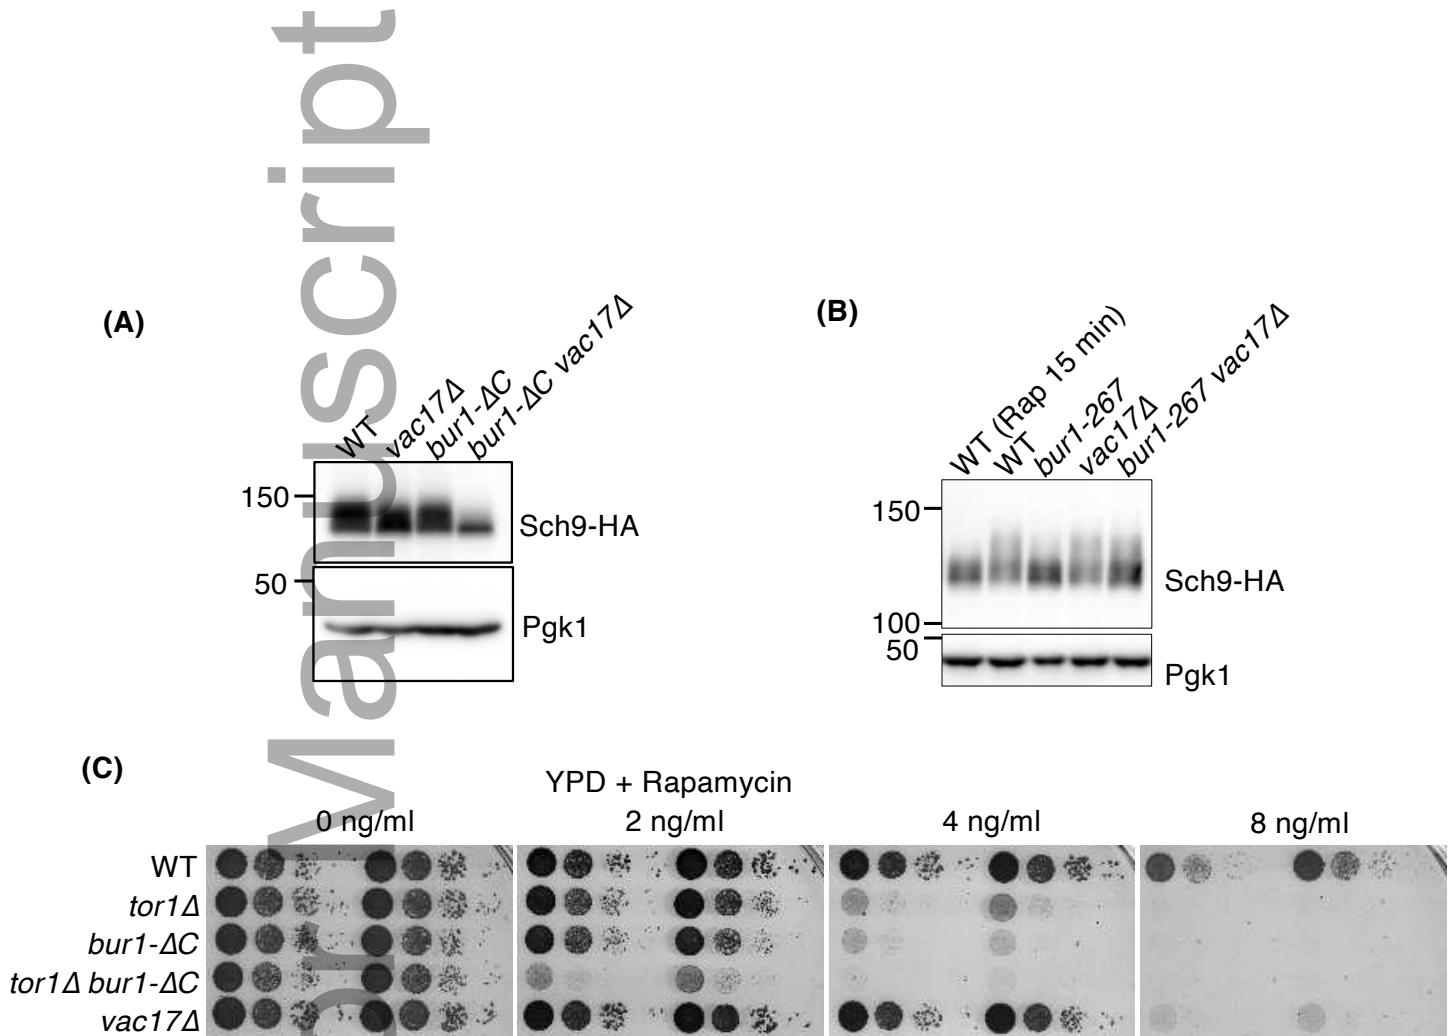 or Manuscript
(A)
WT
vac17Δ
bur1-ΔC
bur1-ΔC vac17Δ
150
Sch9-HA
50
Pgk1
(B)
WT (Rap 15 min)
WT
bur1-267
vac17Δ
bur1-267 vac17Δ
150
Sch9-HA
100
50
Pgk1
(C)
YPD + Rapamycin
0 ng/ml
2 ng/ml
4 ng/ml
8 ng/ml
WT
tor1Δ
bur1-ΔC
tor1Δ bur1-ΔC
vac17Δ